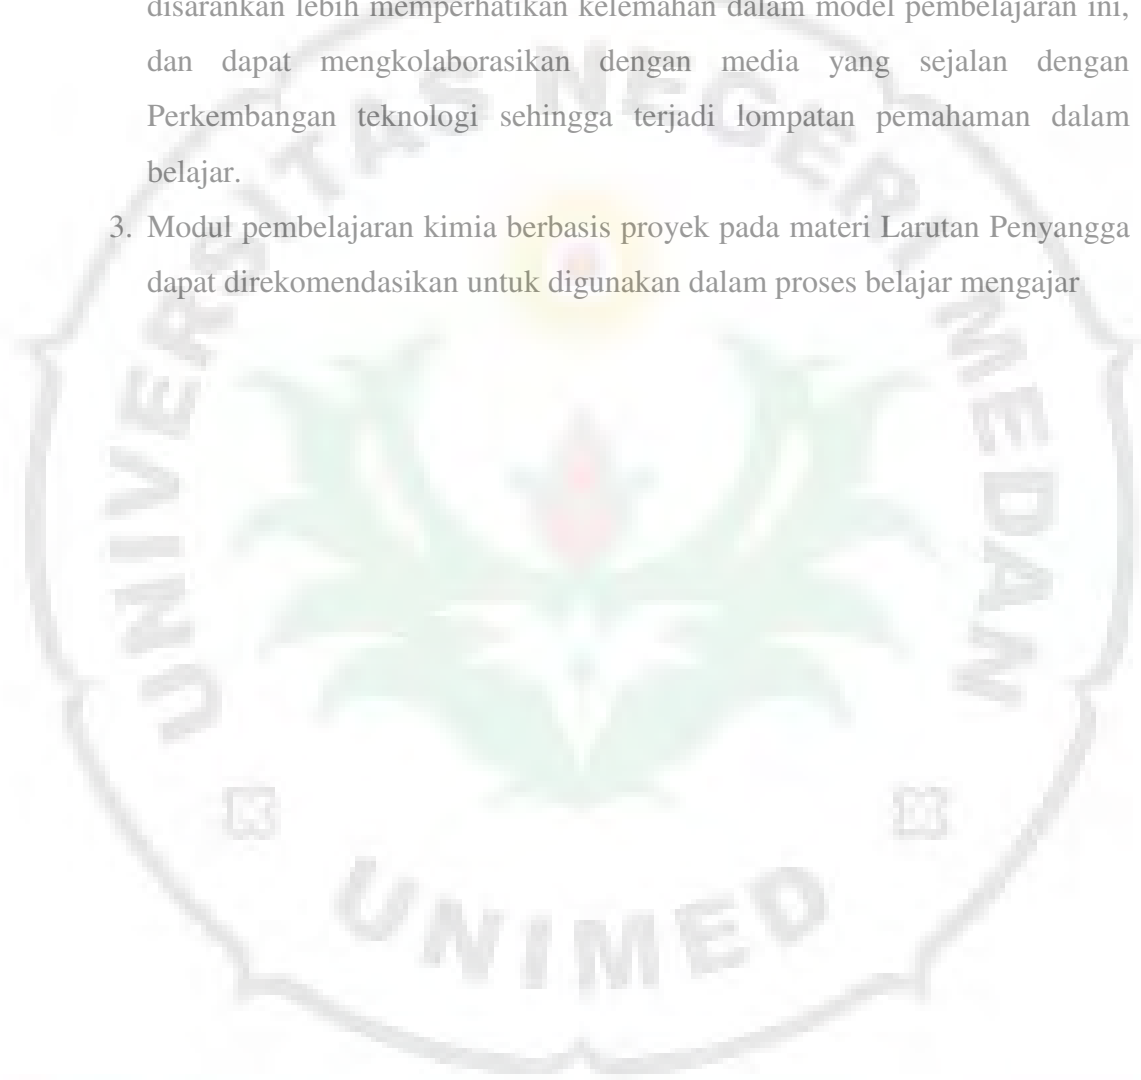 disarankan lebih memperhatikan kelemahan dalam model pembelajaran ini,
dan dapat mengkolaborasikan dengan media yang sejalan dengan
Perkembangan teknologi sehingga terjadi lompatan pemahaman dalam
belajar.
3. Modul pembelajaran kimia berbasis proyek pada materi Larutan Penyangga
dapat direkomendasikan untuk digunakan dalam proses belajar mengajar
UNIVERSITAS NEGERI MEDAN
UNIMED